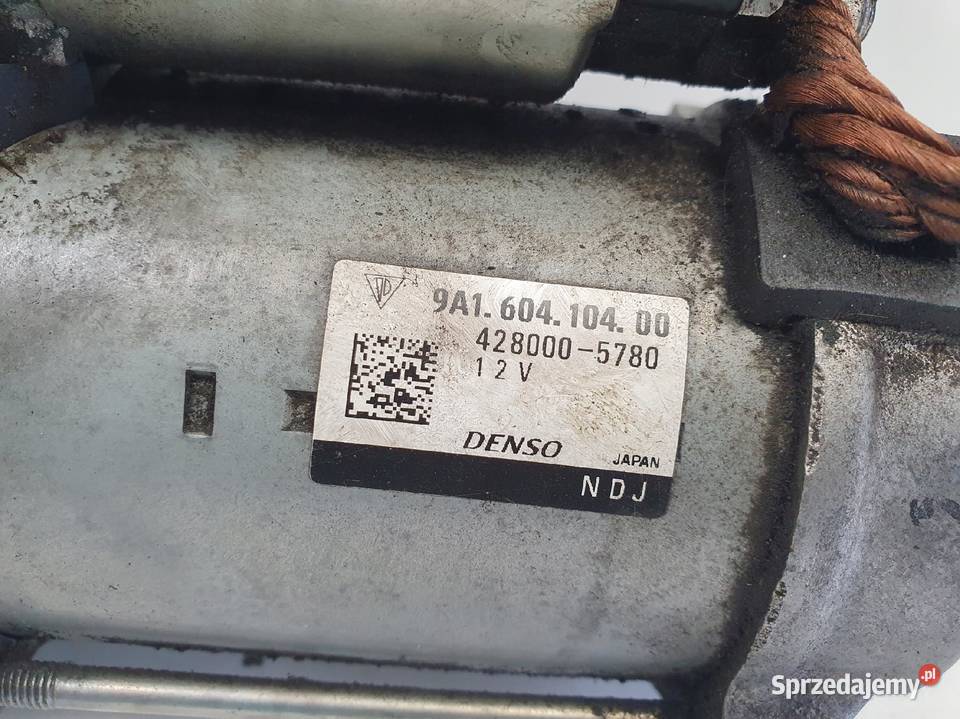 9A1.604.104.00
428000-5780
12V
DENSO
JAPAN
NDJ
Sprzedajemy.pl